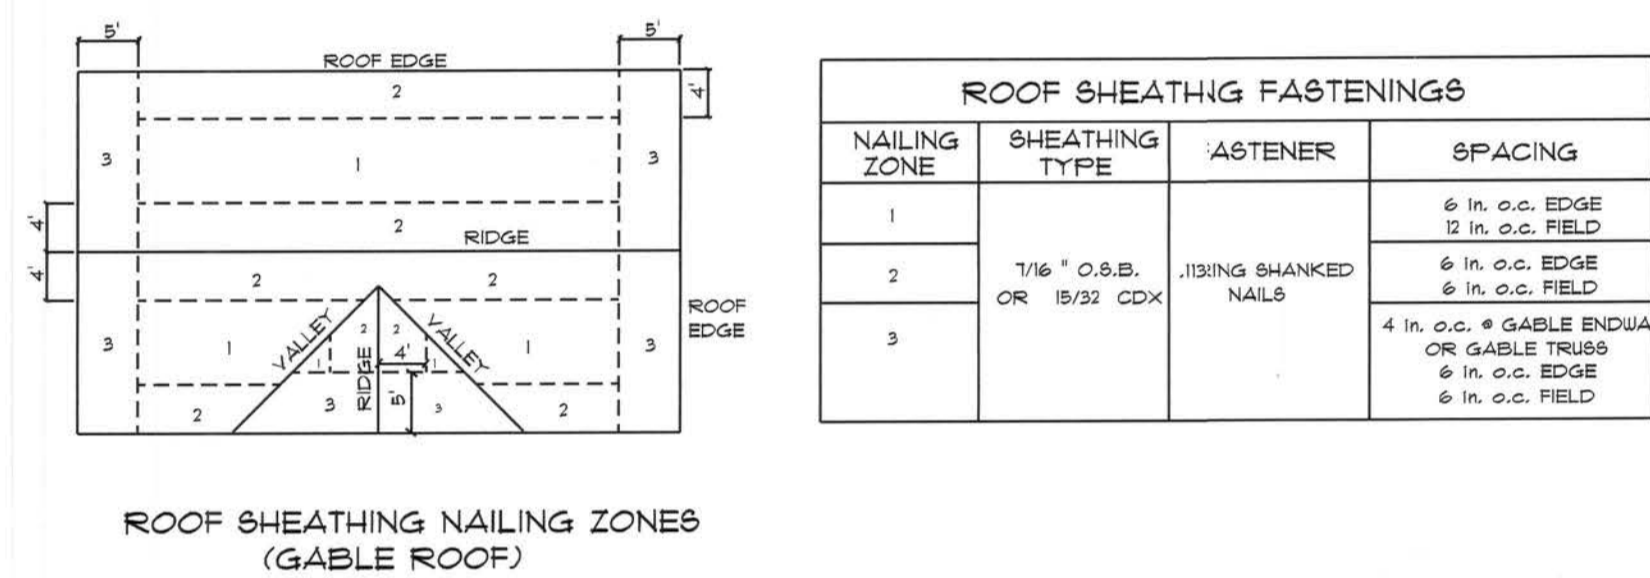 5'
5'
ROOF EDGE
2
4'
3
1
3
4'
2
RIDGE
4'
2
2
ROOF
EDGE
VALLEY
2
2
VALLEY
3
1
1
3
RIDGE
4'
1
1
5'
2
3
3
2
ROOF SHEATHING NAILING ZONES
(GABLE ROOF)
ROOF SHEATHING FASTENINGS
NAILING
ZONE
SHEATHING
TYPE
ASTENER
SPACING
1
6 in. o.c. EDGE
12 in. o.c. FIELD
2
7/16 " O.S.B.
OR 15/32 CDX
.113 ING SHANKED
NAILS
6 in. o.c. EDGE
6 in. o.c. FIELD
3
4 in. o.c. @ GABLE ENDWA
OR GABLE TRUSS
6 in. o.c. EDGE
6 in. o.c. FIELD